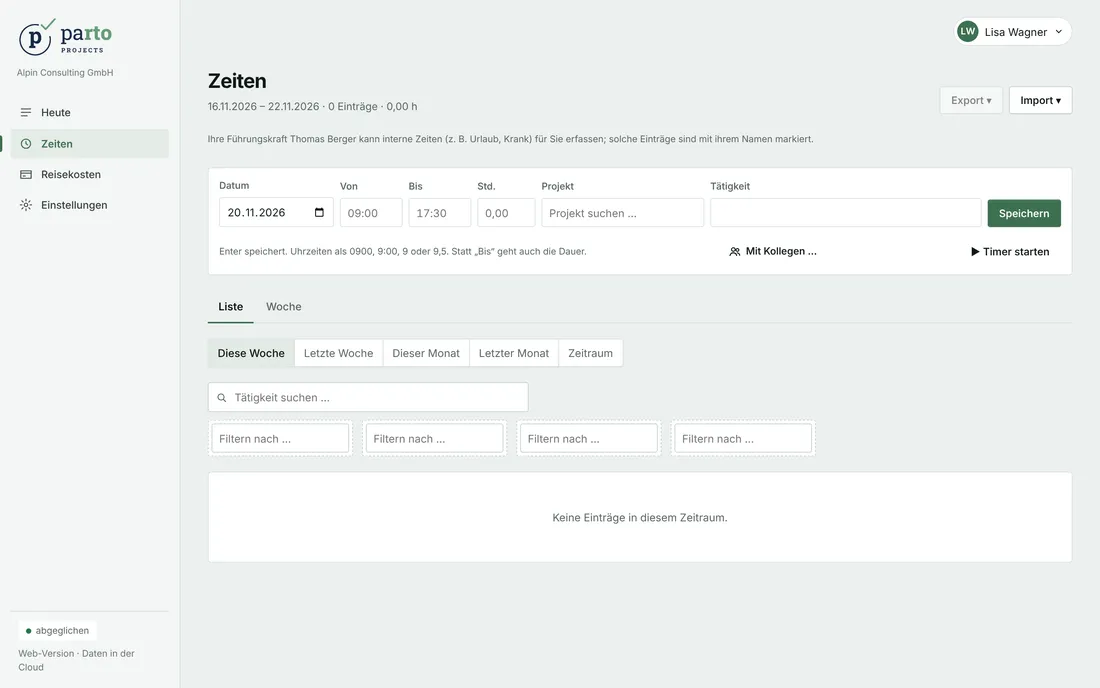 p parto
PROJECTS
Alpin Consulting GmbH
Heute
Zeiten
Reisekosten
Einstellungen
abgeglichen
Web-Version · Daten in der
Cloud
LW Lisa Wagner
Zeiten
16.11.2026 – 22.11.2026 · 0 Einträge · 0,00 h
Export ▾ Import ▾
Ihre Führungskraft Thomas Berger kann interne Zeiten (z. B. Urlaub, Krank) für Sie erfassen; solche Einträge sind mit ihrem Namen markiert.
Datum Von Bis Std. Projekt Tätigkeit
20.11.2026 09:00 17:30 0,00 Projekt suchen ... Speichern
Enter speichert. Uhrzeiten als 0900, 9:00, 9 oder 9,5. Statt „Bis“ geht auch die Dauer. Mit Kollegen ... ▶ Timer starten
Liste Woche
Diese Woche Letzte Woche Dieser Monat Letzter Monat Zeitraum
Tätigkeit suchen ...
Filtern nach ... Filtern nach ... Filtern nach ... Filtern nach ...
Keine Einträge in diesem Zeitraum.